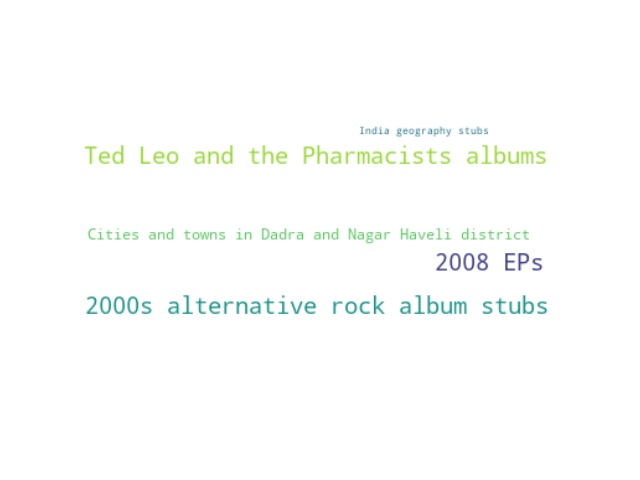 India geography stubs
Ted Leo and the Pharmacists albums
Cities and towns in Dadra and Nagar Haveli district
2008 EPs
2000s alternative rock album stubs